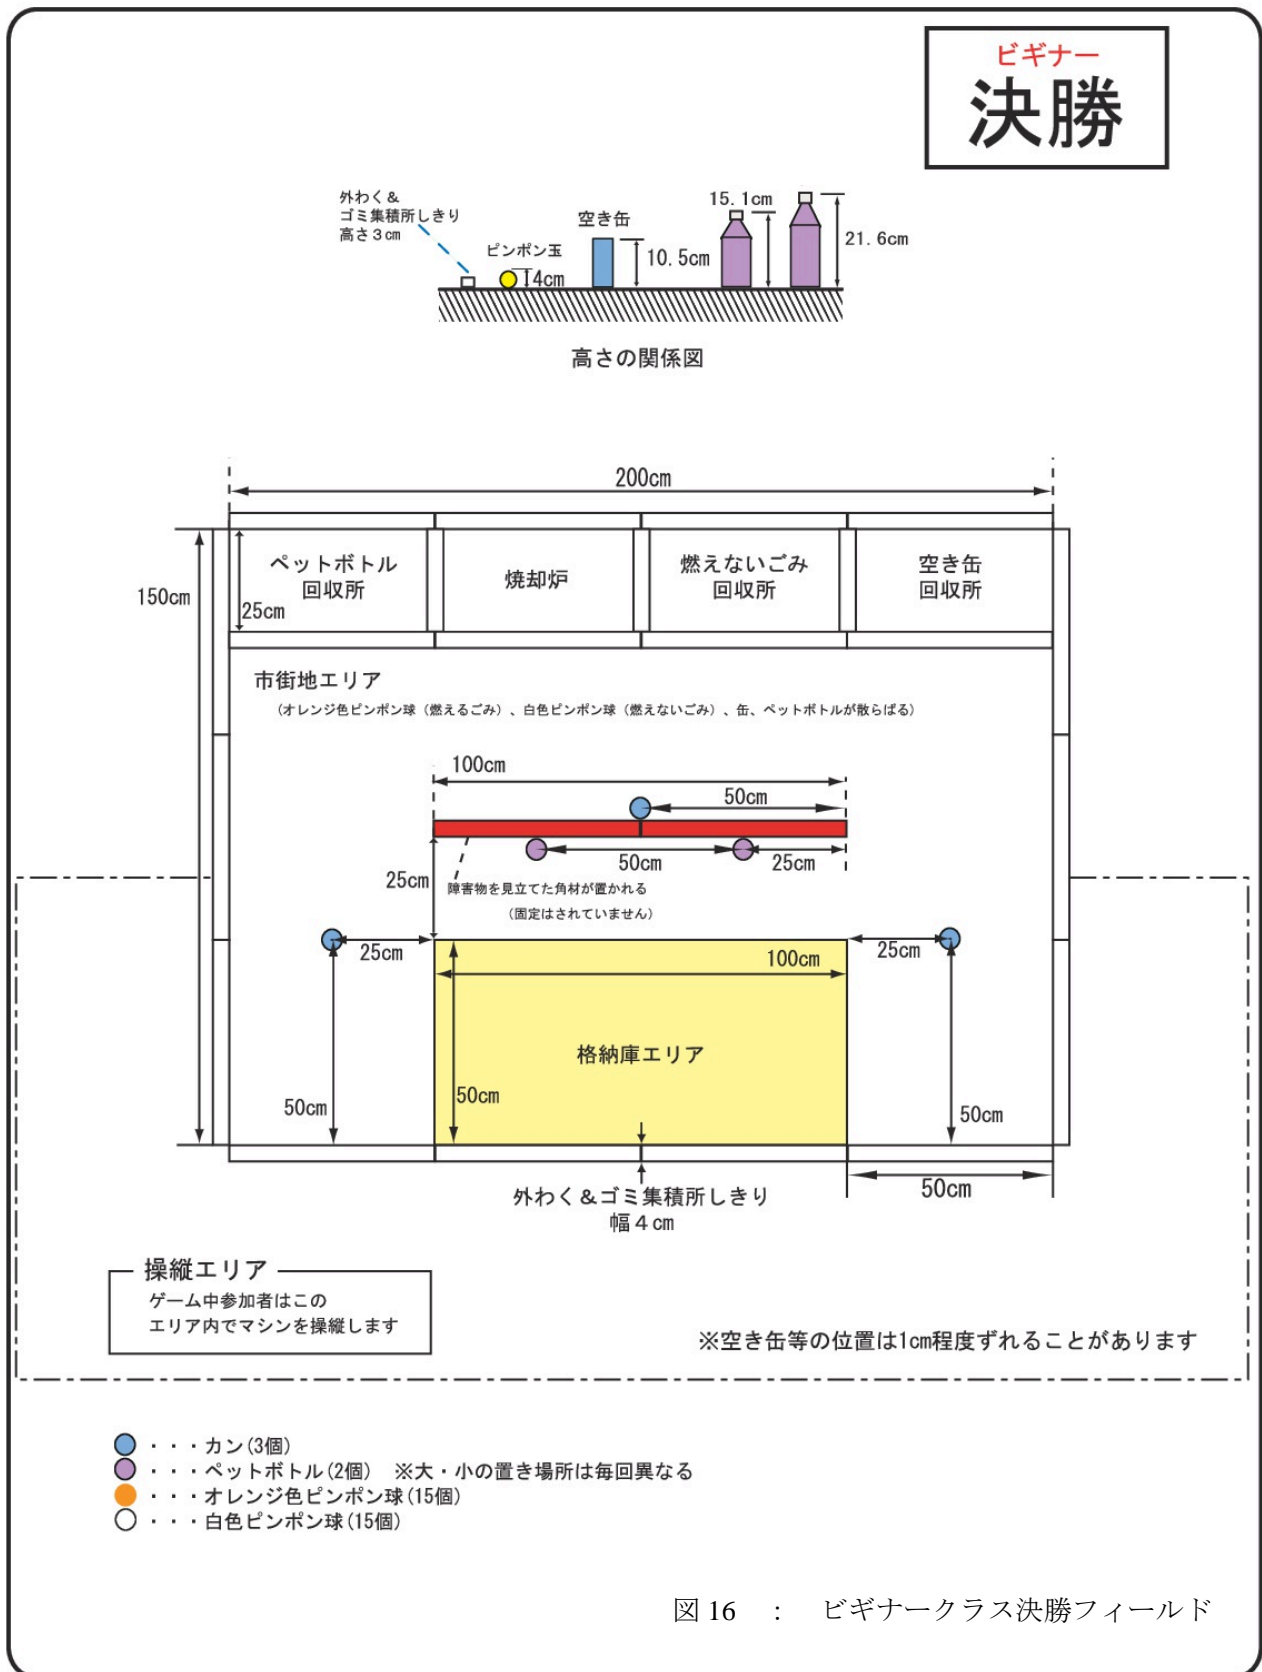 ビギナー
決勝
外わく＆
ゴミ集積所しきり
高さ３㎝
ピンポン玉
4cm
空き缶
10.5cm
15.1cm
21.6cm
高さの関係図
200cm
150cm
25cm
ペットボトル
回収所
焼却炉
燃えないごみ
回収所
空き缶
回収所
市街地エリア
（オレンジ色ピンポン球（燃えるごみ）、白色ピンポン球（燃えないごみ）、缶、ペットボトルが散らばる）
100cm
50cm
50cm
25cm
25cm
障害物を見立てた角材が置かれる
（固定はされていません）
25cm
25cm
100cm
格納庫エリア
50cm
50cm
50cm
50cm
外わく＆ゴミ集積所しきり
幅４㎝
操縦エリア
ゲーム中参加者はこの
エリア内でマシンを操縦します
※空き缶等の位置は1cm程度ずれることがあります
・・・カン(3個)
・・・ペットボトル(2個)　※大・小の置き場所は毎回異なる
・・・オレンジ色ピンポン球(15個)
・・・白色ピンポン球(15個)
図 16　：　ビギナークラス決勝フィールド